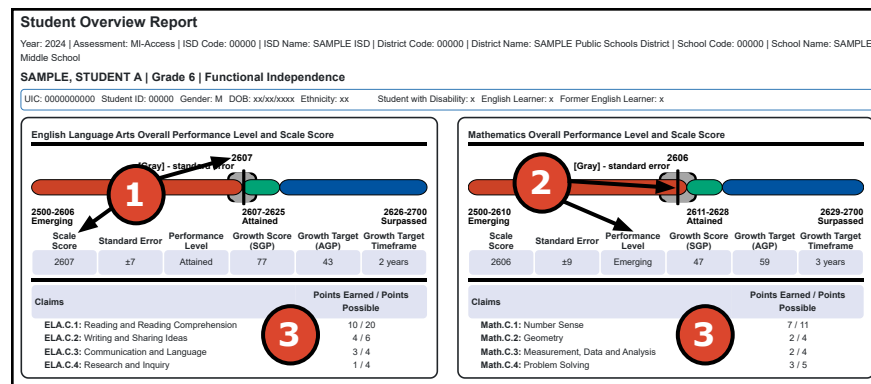 Student Overview Report
Year: 2024 | Assessment: MI-Access | ISD Code: 00000 | ISD Name: SAMPLE ISD | District Code: 00000 | District Name: SAMPLE Public Schools District | School Code: 00000 | School Name: SAMPLE
Middle School
SAMPLE, STUDENT A | Grade 6 | Functional Independence
UIC: 0000000000 Student ID: 00000 Gender: M DOB: xx/xx/xxxx Ethnicity: xx Student with Disability: x English Learner: x Former English Learner: x
English Language Arts Overall Performance Level and Scale Score
2607
[Gray] - standard error
1
2500-2606 2607-2625 2626-2700
Emerging Attained Surpassed
Scale Score Standard Error Performance Level Growth Score (SGP) Growth Target (AGP) Growth Target Timeframe
2607 ±7 Attained 77 43 2 years
Claims Points Earned / Points Possible
ELA.C.1: Reading and Reading Comprehension 10 / 20
ELA.C.2: Writing and Sharing Ideas 4 / 6
ELA.C.3: Communication and Language 3 / 4
ELA.C.4: Research and Inquiry 1 / 4
3
Mathematics Overall Performance Level and Scale Score
2606
[Gray] - standard error
2
2500-2610 2611-2628 2629-2700
Emerging Attained Surpassed
Scale Score Standard Error Performance Level Growth Score (SGP) Growth Target (AGP) Growth Target Timeframe
2606 ±9 Emerging 47 59 3 years
Claims Points Earned / Points Possible
Math.C.1: Number Sense 7 / 11
Math.C.2: Geometry 2 / 4
Math.C.3: Measurement, Data and Analysis 2 / 4
Math.C.4: Problem Solving 3 / 5
3